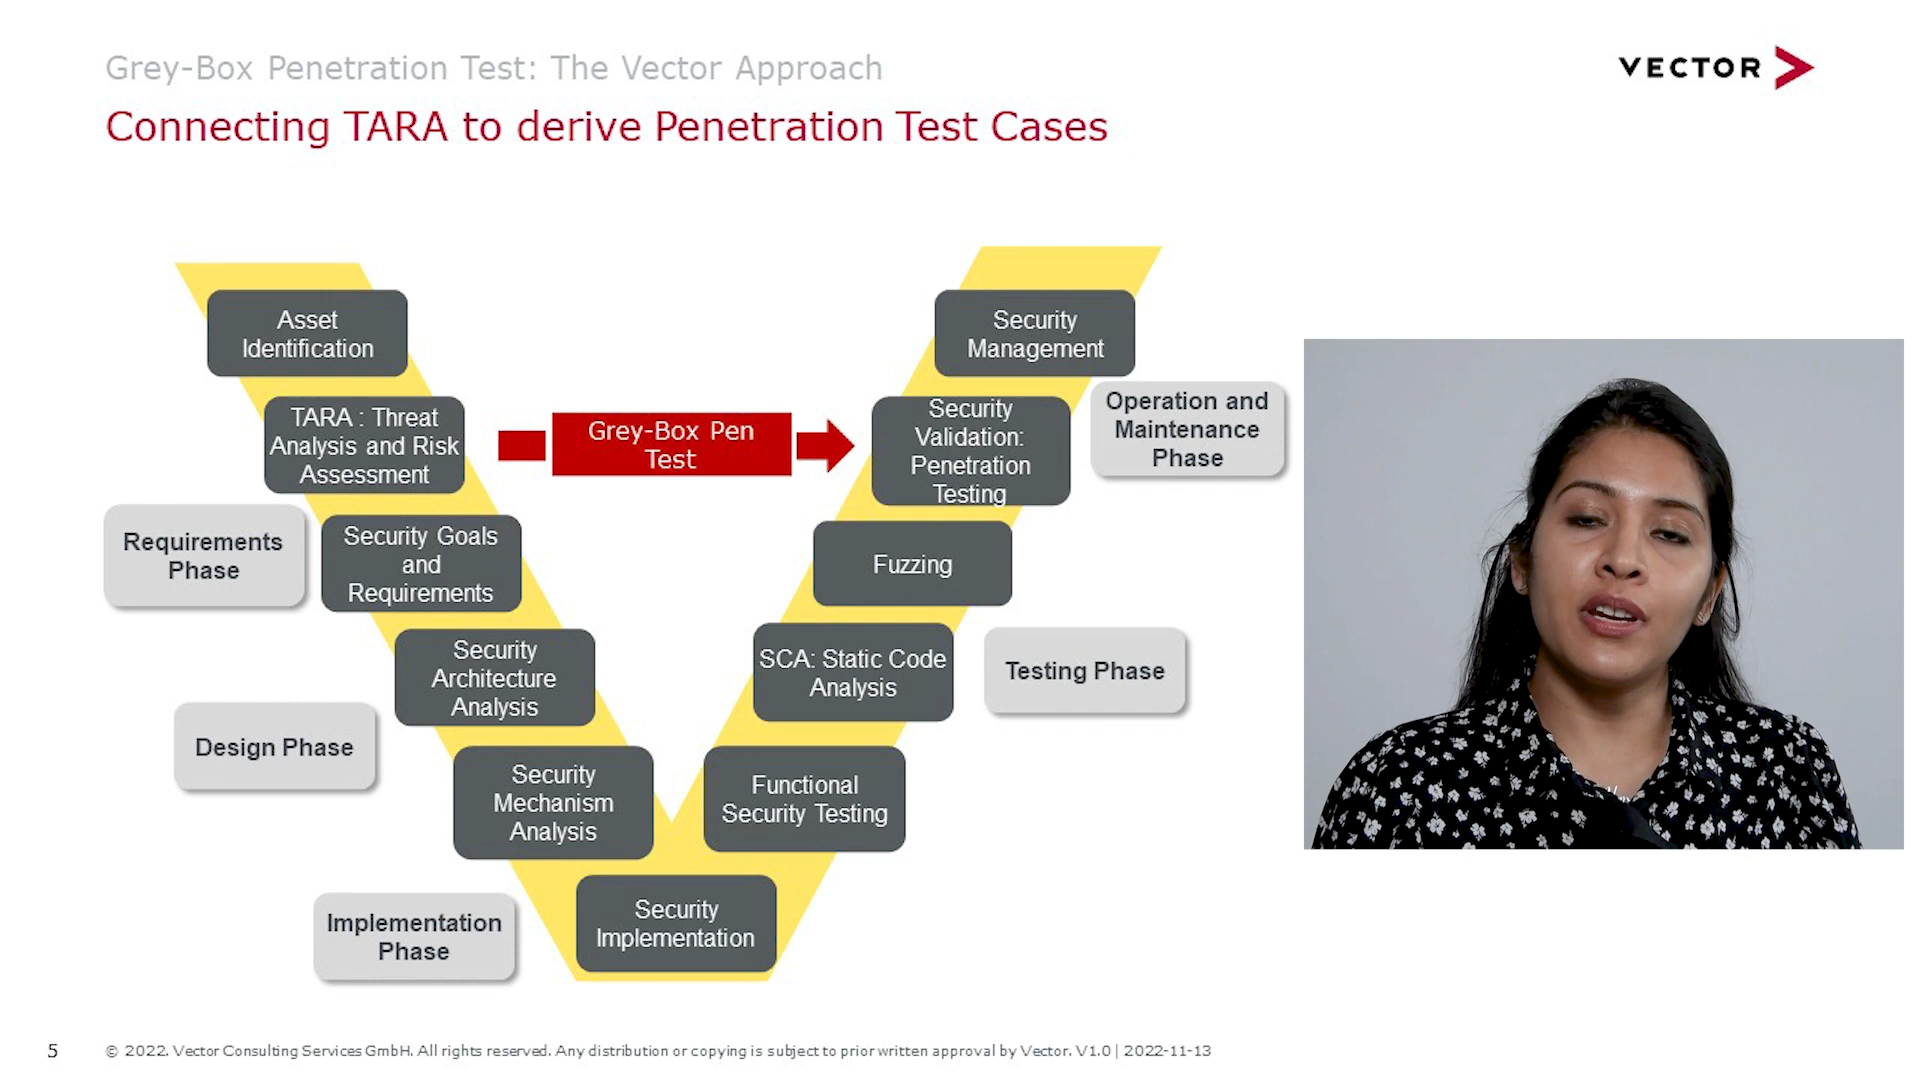 Grey-Box Penetration Test: The Vector Approach
VECTOR
Connecting TARA to derive Penetration Test Cases
Asset
Identification
TARA : Threat
Analysis and Risk
Assessment
Requirements
Phase
Security Goals
and
Requirements
Security
Architecture
Analysis
Design Phase
Security
Mechanism
Analysis
Implementation
Phase
Security
Implementation
Grey-Box Pen
Test
Security
Management
Security
Validation:
Penetration
Testing
Operation and
Maintenance
Phase
Fuzzing
SCA: Static Code
Analysis
Testing Phase
Functional
Security Testing
5
© 2022. Vector Consulting Services GmbH. All rights reserved. Any distribution or copying is subject to prior written approval by Vector. V1.0 | 2022-11-13